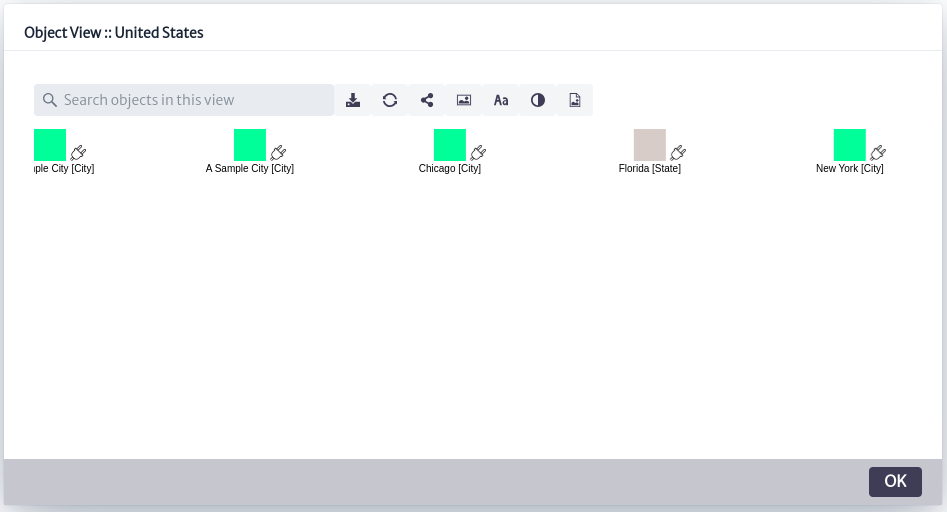 Object View :: United States
Search objects in this view
Aa
ple City [City]
A Sample City [City]
Chicago [City]
Florida [State]
New York [City]
OK